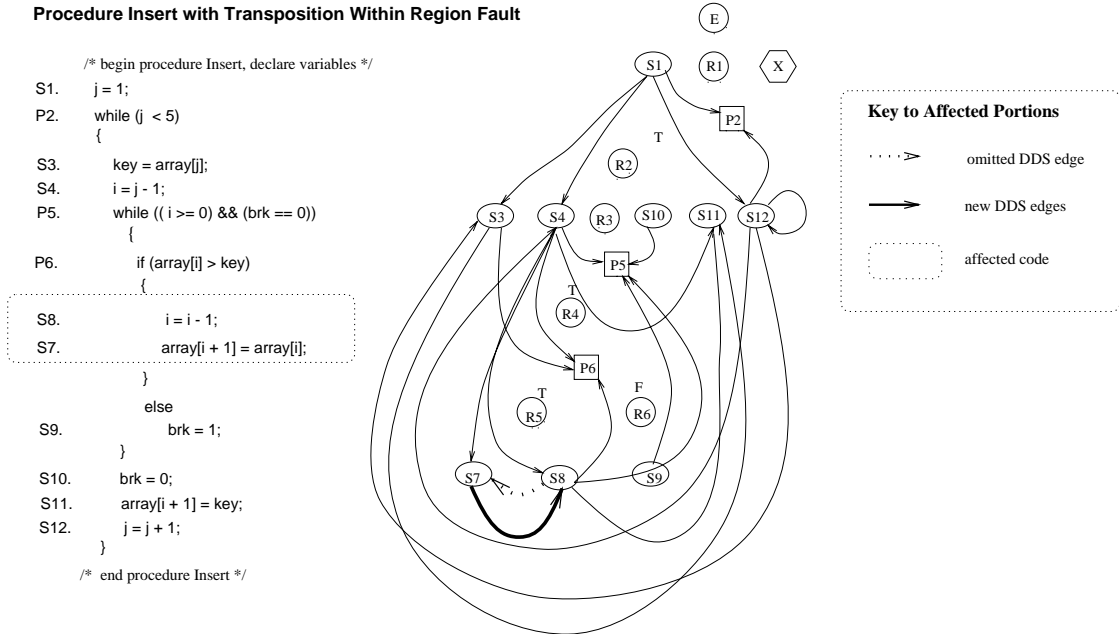 Procedure Insert with Transposition Within Region Fault
/* begin procedure Insert, declare variables */
S1. j = 1;
P2. while (j < 5)
{
S3. key = array[j];
S4. i = j - 1;
P5. while (( i >= 0) && (brk == 0))
{
P6. if (array[i] > key)
{
S8. i = i - 1;
S7. array[i + 1] = array[i];
}
else
S9. brk = 1;
}
S10. brk = 0;
S11. array[i + 1] = key;
S12. j = j + 1;
}
/* end procedure Insert */
E
S1 R1 X
P2
T
R2
S3 S4 R3 S10 S11 S12
P5
T
R4
P6
T F
R5 R6
S7 S8 S9
Key to Affected Portions
omitted DDS edge
new DDS edges
affected code